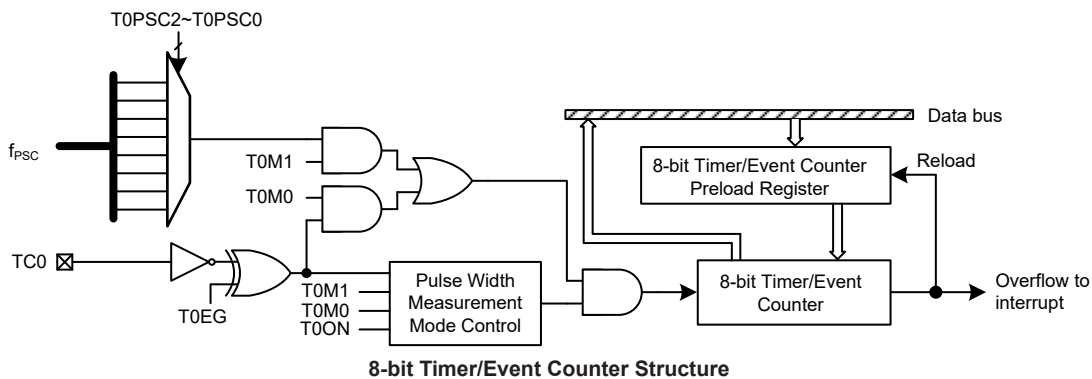 T0PSC2~T0PSC0
Data bus
fPSC
T0M1
8-bit Timer/Event Counter
Preload Register
Reload
T0M0
TC0
T0EG
T0M1
T0M0
T0ON
Pulse Width
Measurement
Mode Control
8-bit Timer/Event
Counter
Overflow to
interrupt
8-bit Timer/Event Counter Structure